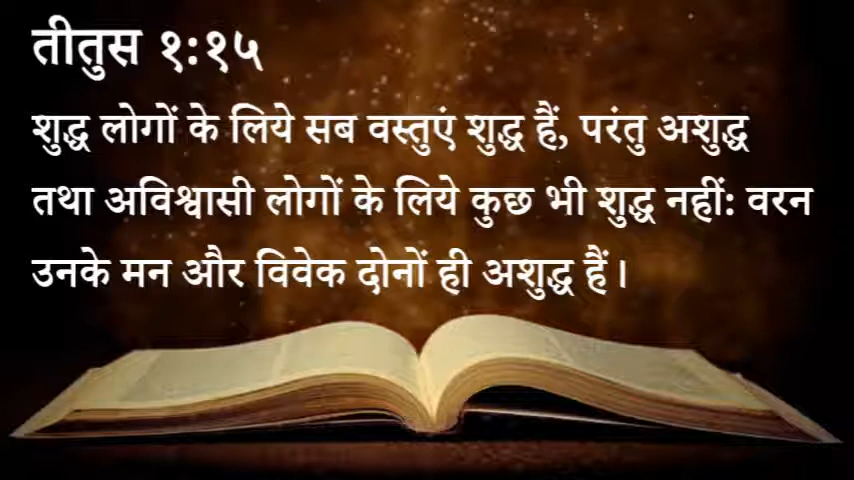 तीतुस १:१५
शुद्ध लोगों के लिये सब वस्तुएं शुद्ध हैं, परंतु अशुद्ध
तथा अविश्वासी लोगों के लिये कुछ भी शुद्ध नहीं: वरन
उनके मन और विवेक दोनों ही अशुद्ध हैं।